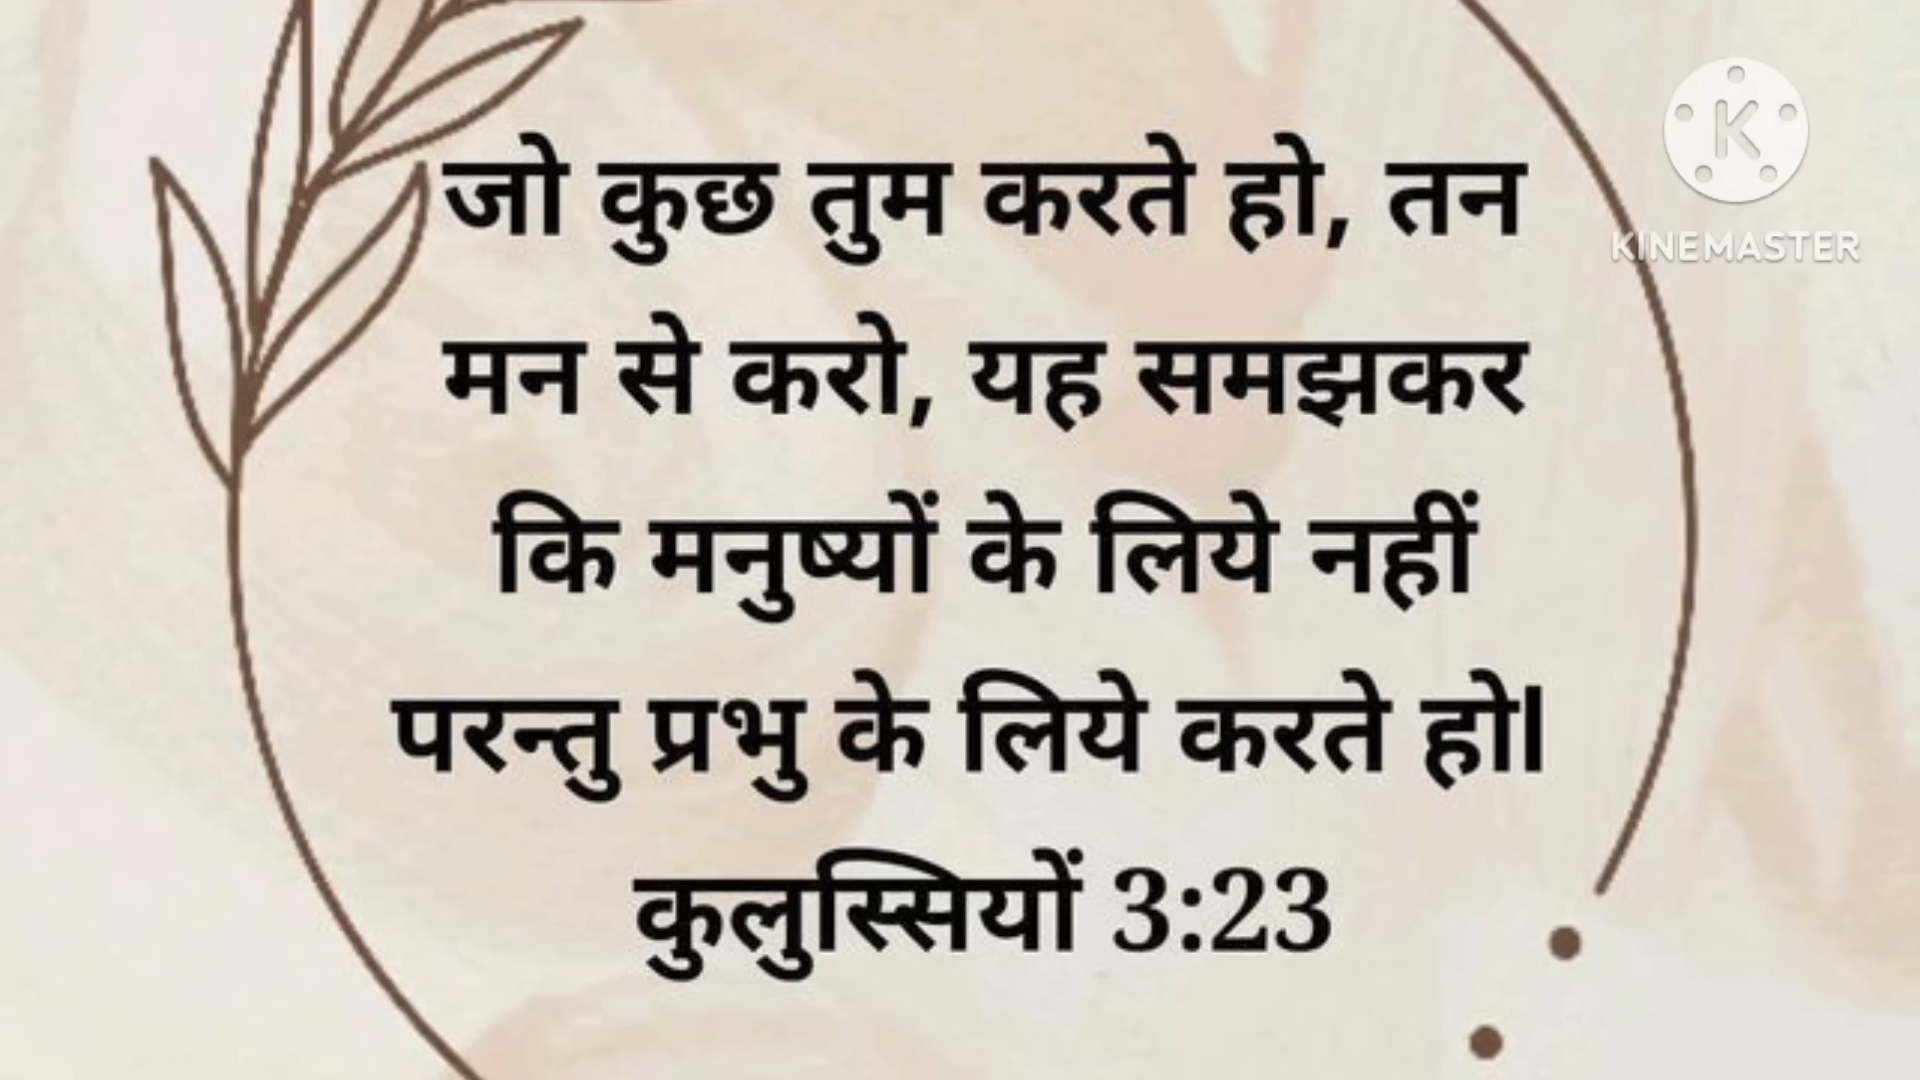 जो कुछ तुम करते हो, तन
मन से करो, यह समझकर
कि मनुष्यों के लिये नहीं
परन्तु प्रभु के लिये करते हो।
कुलुस्सियों 3:23
K
KINEMASTER